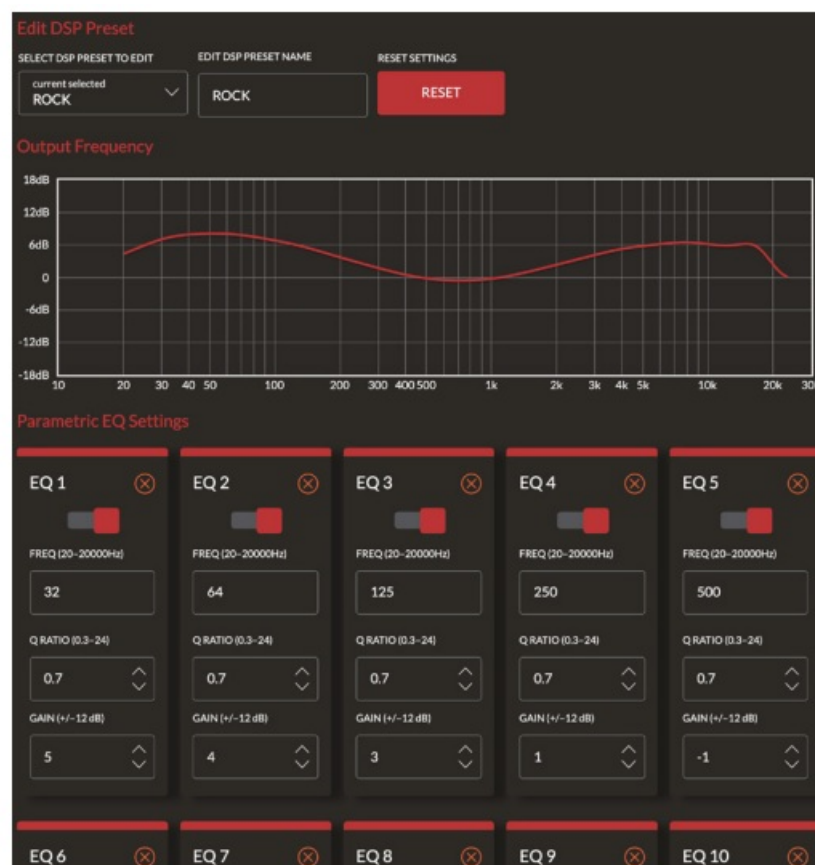 Edit DSP Preset
SELECT DSP PRESET TO EDIT
EDIT DSP PRESET NAME
RESET SETTINGS
current selected
ROCK
ROCK
RESET
Output Frequency
18dB
12dB
6dB
0
-6dB
-12dB
-18dB
10 20 30 40 50 100 200 300 400 500 1k 2k 3k 4k 5k 10k 20k 30
Parametric EQ Settings
EQ 1 EQ 2 EQ 3 EQ 4 EQ 5
FREQ (20-20000Hz) FREQ (20-20000Hz) FREQ (20-20000Hz) FREQ (20-20000Hz) FREQ (20-20000Hz)
32 64 125 250 500
Q RATIO (0.3-24) Q RATIO (0.3-24) Q RATIO (0.3-24) Q RATIO (0.3-24) Q RATIO (0.3-24)
0.7 0.7 0.7 0.7 0.7
GAIN (+/-12 dB) GAIN (+/-12 dB) GAIN (+/-12 dB) GAIN (+/-12 dB) GAIN (+/-12 dB)
5 4 3 1 -1
EQ 6 EQ 7 EQ 8 EQ 9 EQ 10